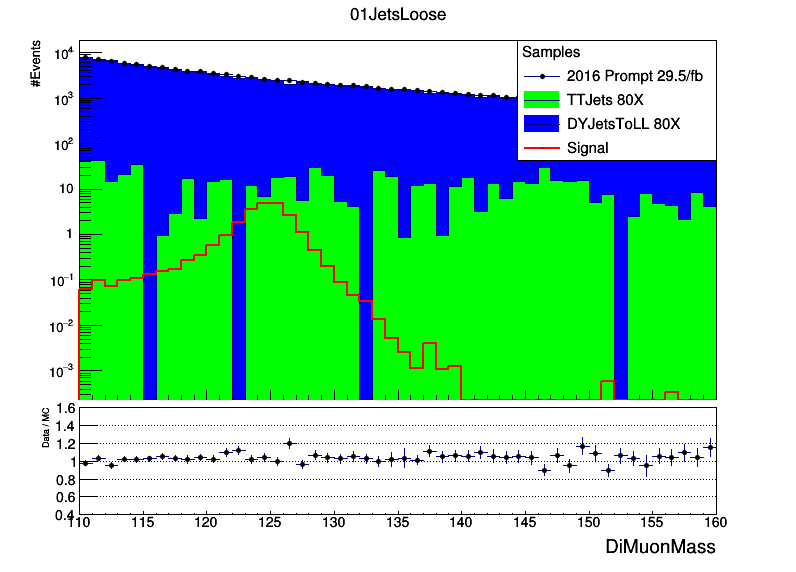 01JetsLoose
#Events
10^4
10^3
10^2
10
1
10^-1
10^-2
10^-3
Samples
2016 Prompt 29.5/fb
TTJets 80X
DYJetsToLL 80X
Signal
Data / MC
1.6
1.4
1.2
1
0.8
0.6
0.4
110 115 120 125 130 135 140 145 150 155 160
DiMuonMass